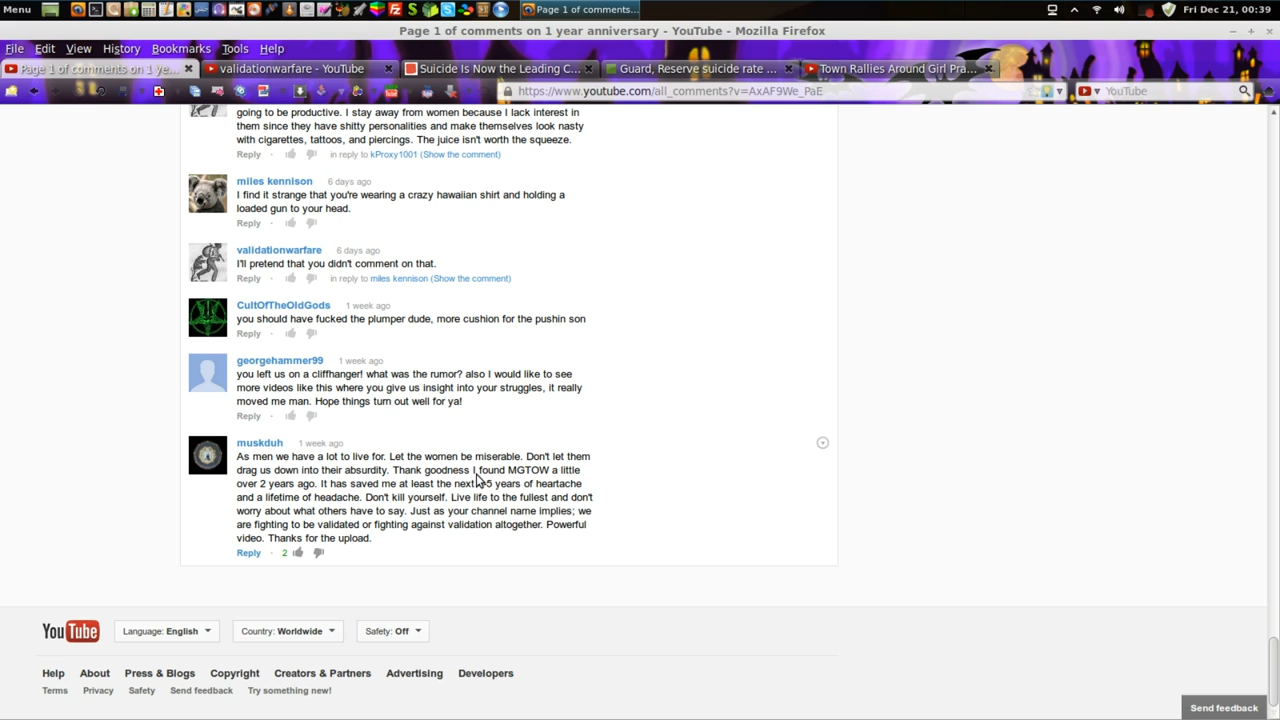 Menu
Page 1 of comments...
Fri Dec 21, 00:39
Page 1 of comments on 1 year anniversary - YouTube - Mozilla Firefox
File Edit View History Bookmarks Tools Help
Page 1 of comments on 1 ye...
validationwarfare - YouTube
Suicide Is Now the Leading C...
Guard, Reserve suicide rate ...
Town Rallies Around Girl Pra...
https://www.youtube.com/all_comments?v=AxAF9We_PaE
YouTube
going to be productive. I stay away from women because I lack interest in
them since they have shitty personalities and make themselves look nasty
with cigarettes, tattoos, and piercings. The juice isn't worth the squeeze.
Reply · in reply to kProxy1001 (Show the comment)
miles kennison 6 days ago
I find it strange that you're wearing a crazy hawaiian shirt and holding a
loaded gun to your head.
Reply ·
validationwarfare 6 days ago
I'll pretend that you didn't comment on that.
Reply · in reply to miles kennison (Show the comment)
CultOfTheOldGods 1 week ago
you should have fucked the plumper dude, more cushion for the pushin son
Reply ·
georgehammer99 1 week ago
you left us on a cliffhanger! what was the rumor? also I would like to see
more videos like this where you give us insight into your struggles, it really
moved me man. Hope things turn out well for ya!
Reply ·
muskduh 1 week ago
As men we have a lot to live for. Let the women be miserable. Don't let them
drag us down into their absurdity. Thank goodness I found MGTOW a little
over 2 years ago. It has saved me at least the next years of heartache
and a lifetime of headache. Don't kill yourself. Live life to the fullest and don't
worry about what others have to say. Just as your channel name implies; we
are fighting to be validated or fighting against validation altogether. Powerful
video. Thanks for the upload.
Reply · 2
YouTube
Language: English
Country: Worldwide
Safety: Off
Help About Press & Blogs Copyright Creators & Partners Advertising Developers
Terms Privacy Safety Send feedback Try something new!
Send feedback